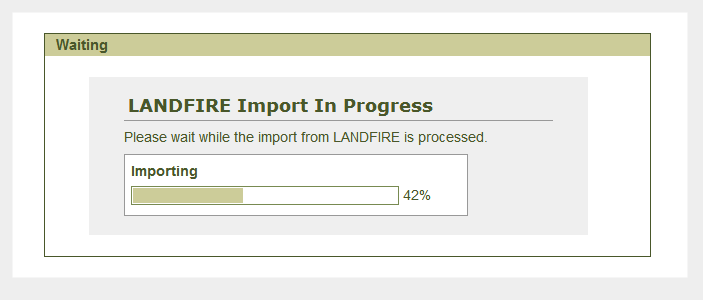 Waiting
LANDFIRE Import In Progress
Please wait while the import from LANDFIRE is processed.
Importing
42%